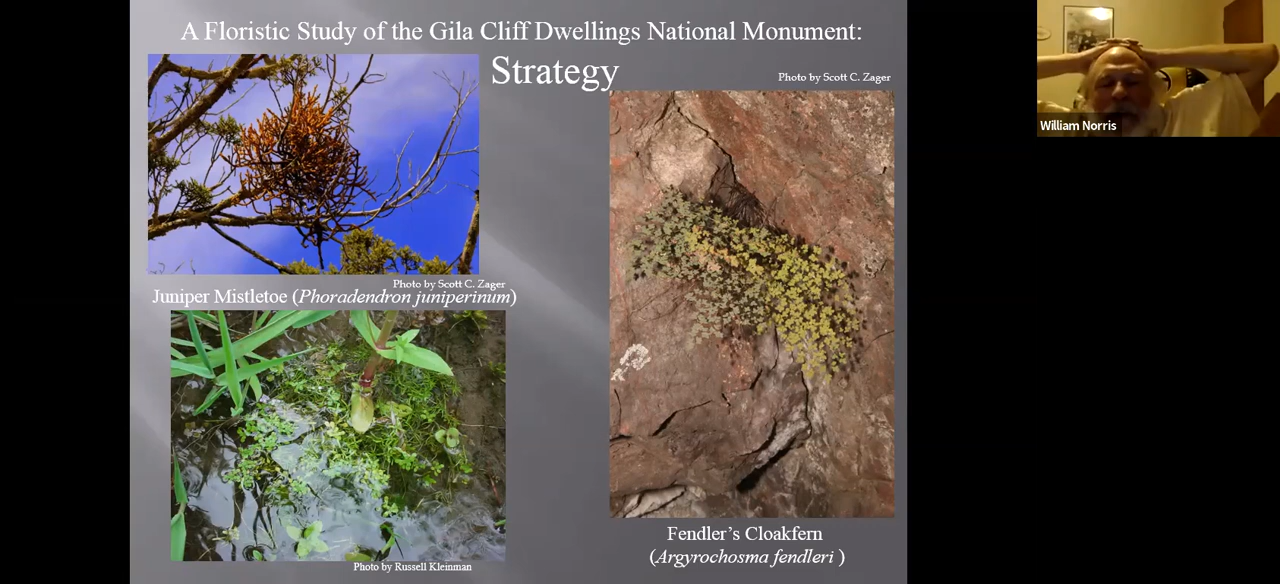 A Floristic Study of the Gila Cliff Dwellings National Monument:
Strategy
Photo by Scott C. Zager
Photo by Scott C. Zager
Juniper Mistletoe (Phoradendron juniperinum)
Photo by Russell Kleinman
Fendler’s Cloakfern
(Argyrochosma fendleri )
William Norris